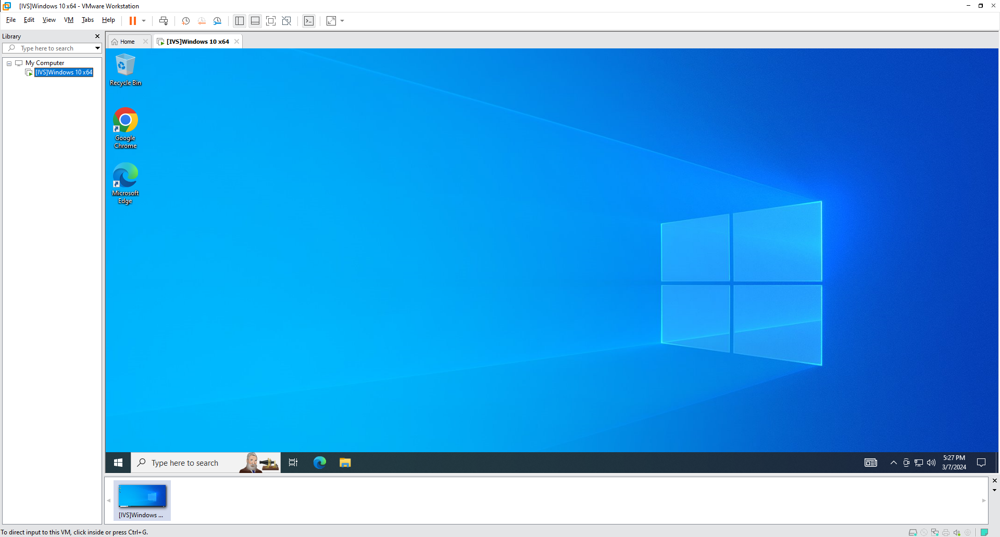 [IVS]Windows 10 x64 - VMware Workstation
File Edit View VM Tabs Help
Library
Type here to search
My Computer
[IVS]Windows 10 x64
Home
[IVS]Windows 10 x64
Recycle Bin
Google
Chrome
Microsoft
Edge
Type here to search
5:27 PM
3/7/2024
[IVS]Windows ...
To direct input to this VM, click inside or press Ctrl+G.